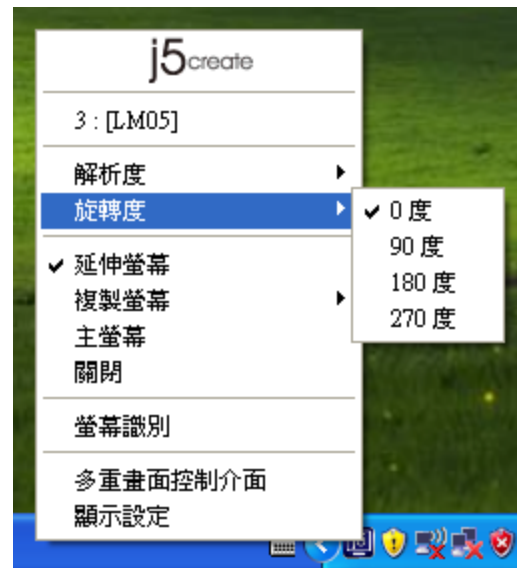 j5create
3 : [LM05]
解析度
旋轉度
0 度
90 度
180 度
270 度
延伸螢幕
複製螢幕
主螢幕
關閉
螢幕識別
多重畫面控制介面
顯示設定